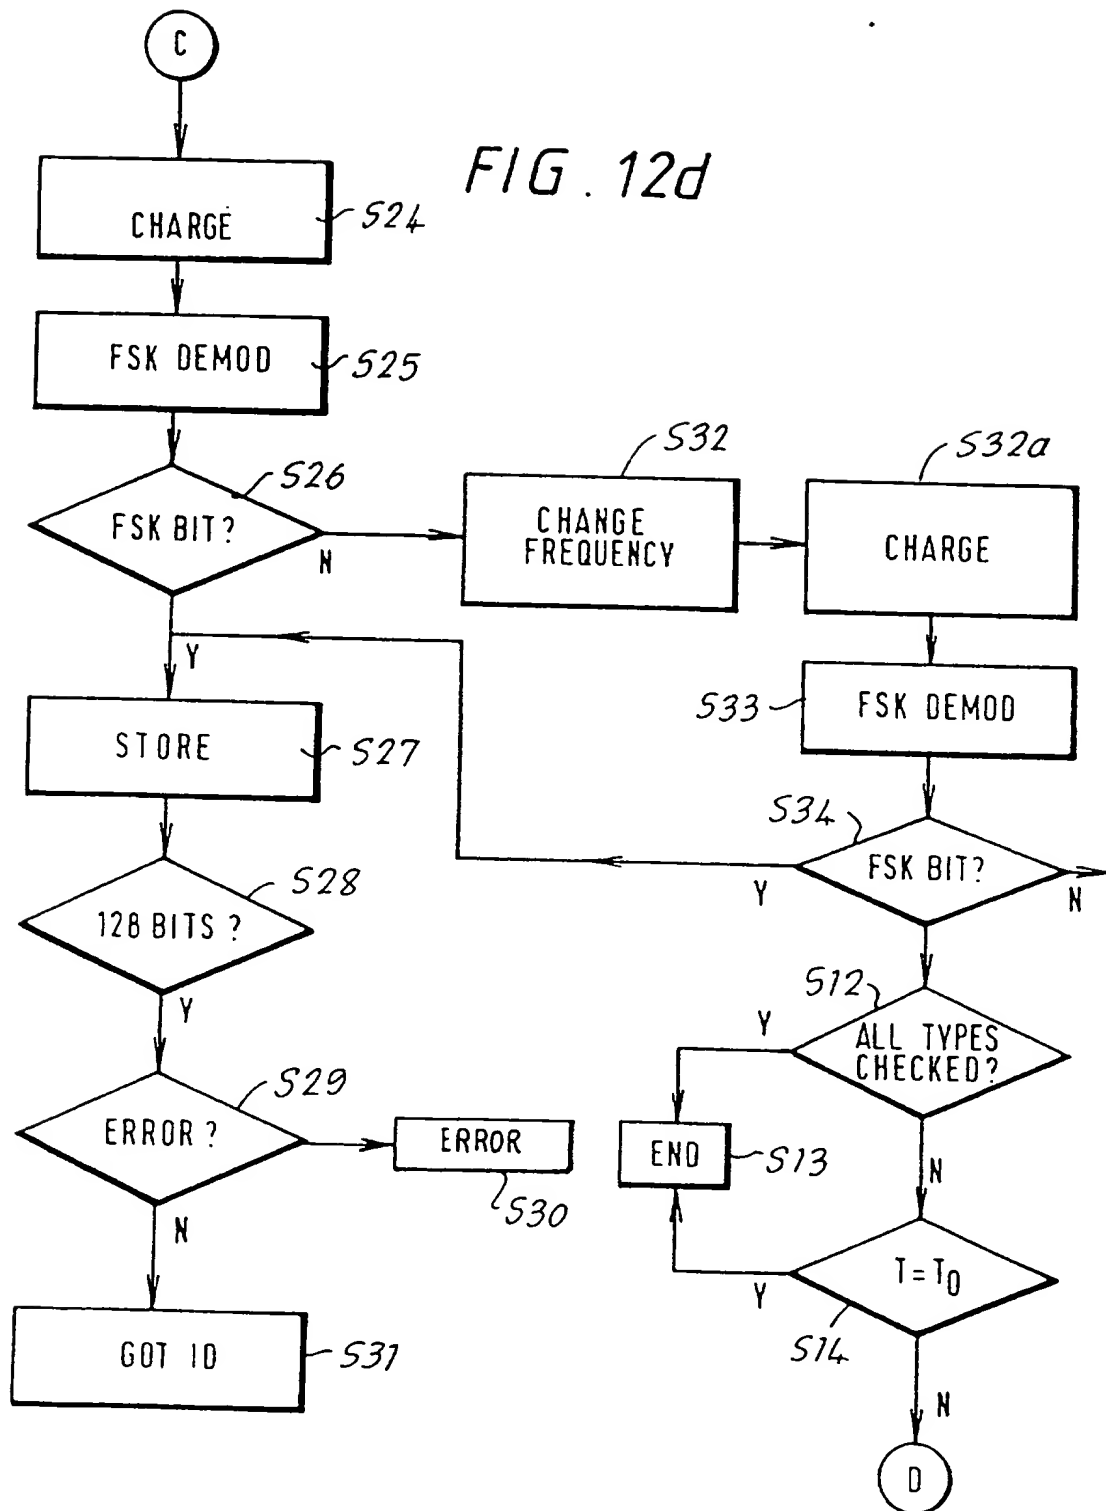 C
FIG. 12d
CHARGE
S24
FSK DEMOD
S25
S26
FSK BIT?
N
S32
CHANGE
FREQUENCY
S32a
CHARGE
Y
STORE
S27
S33
FSK DEMOD
S34
FSK BIT?
Y
N
S28
128 BITS ?
Y
S12
ALL TYPES
CHECKED?
Y
N
S29
ERROR ?
N
ERROR
S30
END
S13
T=T0
Y
S14
N
GOT ID
S31
D